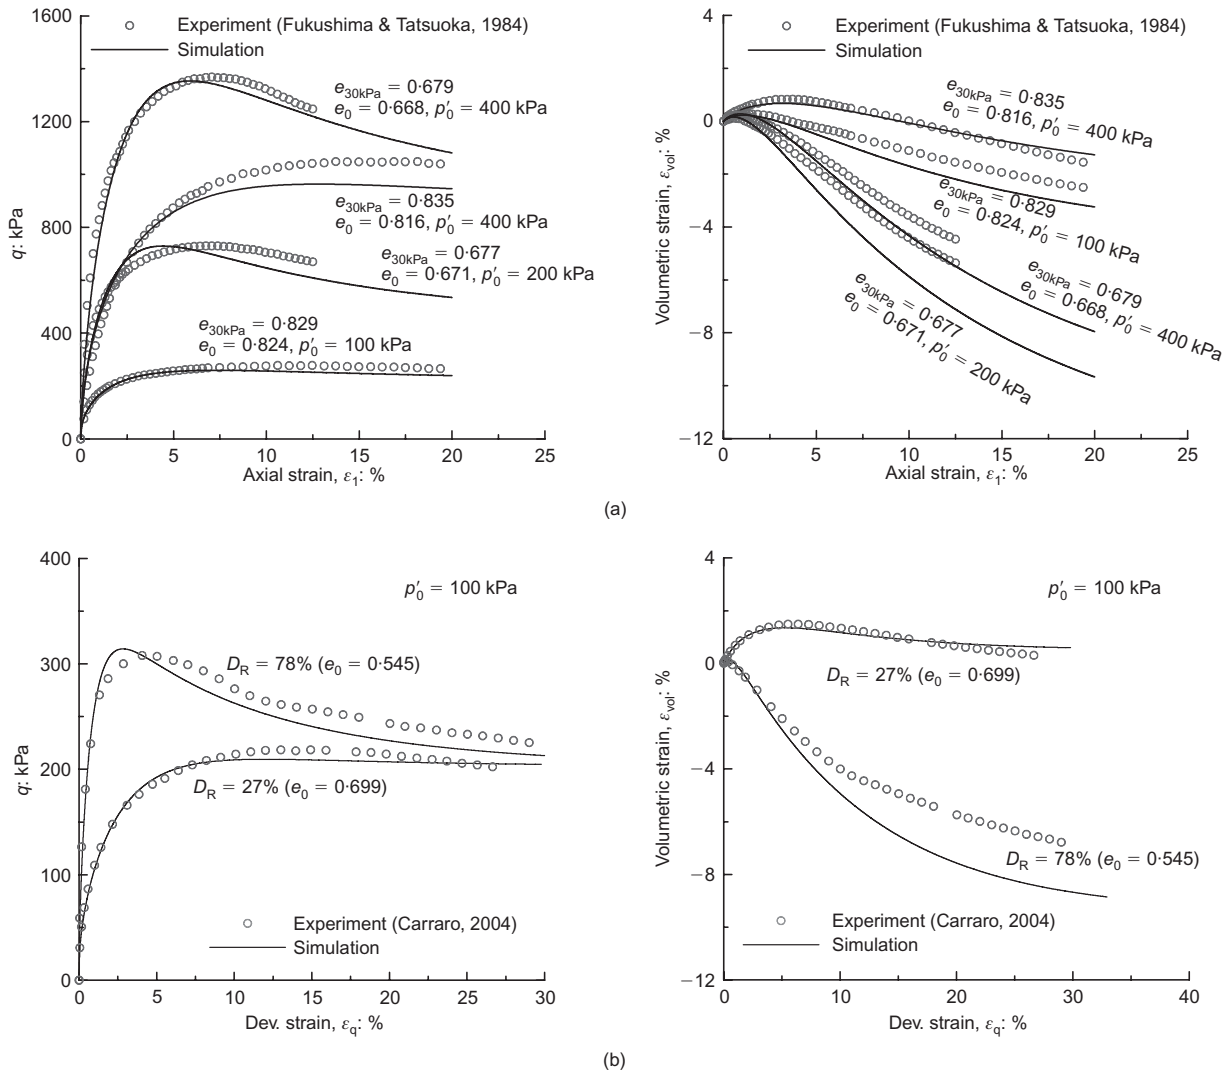 1600
1200
800
400
0
q: kPa
Experiment (Fukushima & Tatsuoka, 1984)
Simulation
e30kPa = 0·679
e0 = 0·668, p′0 = 400 kPa
e30kPa = 0·835
e0 = 0·816, p′0 = 400 kPa
e30kPa = 0·677
e0 = 0·671, p′0 = 200 kPa
e30kPa = 0·829
e0 = 0·824, p′0 = 100 kPa
0 5 10 15 20 25
Axial strain, ε1: %
4
0
−4
−8
−12
Volumetric strain, εvol: %
Experiment (Fukushima & Tatsuoka, 1984)
Simulation
e30kPa = 0·835
e0 = 0·816, p′0 = 400 kPa
e30kPa = 0·829
e0 = 0·824, p′0 = 100 kPa
e30kPa = 0·679
e0 = 0·668, p′0 = 400 kPa
e30kPa = 0·677
e0 = 0·671, p′0 = 200 kPa
0 5 10 15 20 25
Axial strain, ε1: %
(a)
400
300
200
100
0
q: kPa
p′0 = 100 kPa
DR = 78% (e0 = 0·545)
DR = 27% (e0 = 0·699)
Experiment (Carraro, 2004)
Simulation
0 5 10 15 20 25 30
Dev. strain, εq: %
4
0
−4
−8
−12
Volumetric strain, εvol: %
p′0 = 100 kPa
DR = 27% (e0 = 0·699)
DR = 78% (e0 = 0·545)
Experiment (Carraro, 2004)
Simulation
0 10 20 30 40
Dev. strain, εq: %
(b)